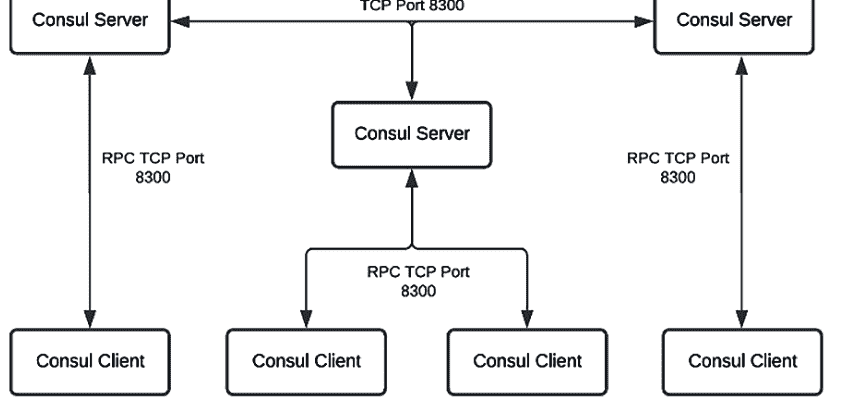 TCP Port 8300
Consul Server
Consul Server
Consul Server
RPC TCP Port
8300
RPC TCP Port
8300
RPC TCP Port
8300
Consul Client
Consul Client
Consul Client
Consul Client